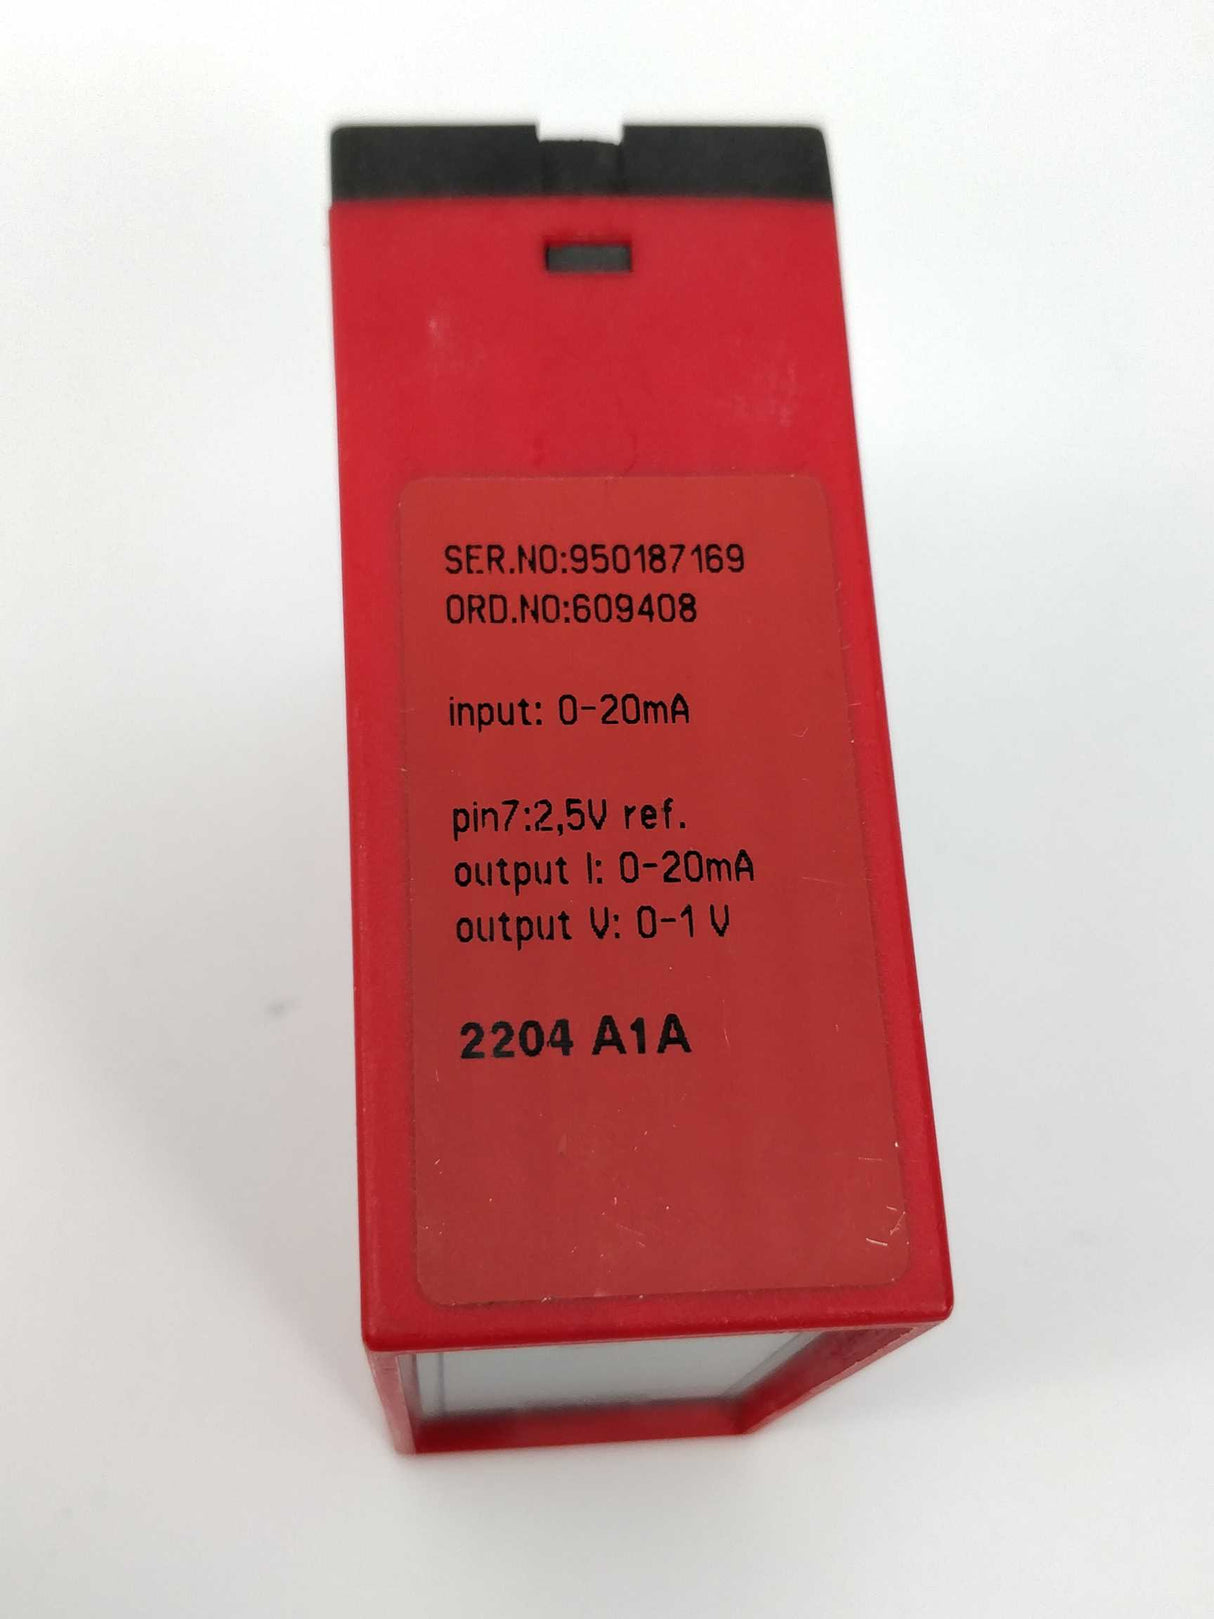 SER.NO:950187169
ORD.NO:609408
input: 0-20mA
pin7:2,5V ref.
output I: 0-20mA
output V: 0-1 V
2204 A1A